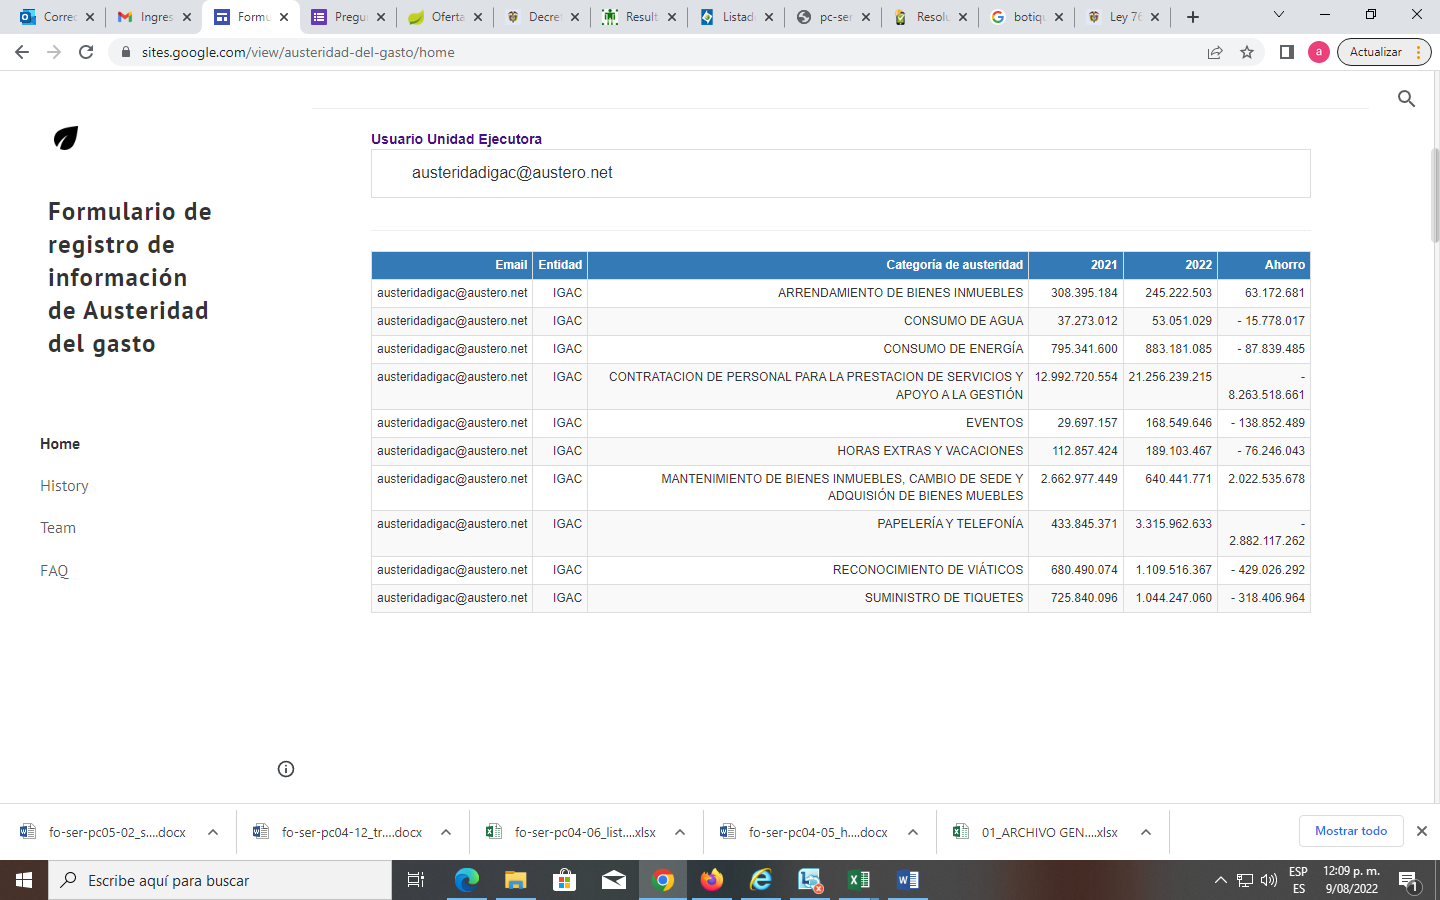 Correc
Ingres
Formu
Pregu
Oferta
Decre
Result
Listad
pc-ser
Resolu
botiqu
Ley 76
sites.google.com/view/austeridad-del-gasto/home
a
Actualizar
Formulario de
registro de
información
de Austeridad
del gasto
Home
History
Team
FAQ
Usuario Unidad Ejecutora
austeridadigac@austero.net
Email Entidad Categoría de austeridad 2021 2022 Ahorro
austeridadigac@austero.net IGAC ARRENDAMIENTO DE BIENES INMUEBLES 308.395.184 245.222.503 63.172.681
austeridadigac@austero.net IGAC CONSUMO DE AGUA 37.273.012 53.051.029 - 15.778.017
austeridadigac@austero.net IGAC CONSUMO DE ENERGÍA 795.341.600 883.181.085 - 87.839.485
austeridadigac@austero.net IGAC CONTRATACION DE PERSONAL PARA LA PRESTACION DE SERVICIOS Y 12.992.720.554 21.256.239.215 -
APOYO A LA GESTIÓN 8.263.518.661
austeridadigac@austero.net IGAC EVENTOS 29.697.157 168.549.646 - 138.852.489
austeridadigac@austero.net IGAC HORAS EXTRAS Y VACACIONES 112.857.424 189.103.467 - 76.246.043
austeridadigac@austero.net IGAC MANTENIMIENTO DE BIENES INMUEBLES, CAMBIO DE SEDE Y 2.662.977.449 640.441.771 2.022.535.678
ADQUISIÓN DE BIENES MUEBLES
austeridadigac@austero.net IGAC PAPELERÍA Y TELEFONÍA 433.845.371 3.315.962.633 -
2.882.117.262
austeridadigac@austero.net IGAC RECONOCIMIENTO DE VIÁTICOS 680.490.074 1.109.516.367 - 429.026.292
austeridadigac@austero.net IGAC SUMINISTRO DE TIQUETES 725.840.096 1.044.247.060 - 318.406.964
fo-ser-pc05-02_s....docx
fo-ser-pc04-12_tr....docx
fo-ser-pc04-06_list....xlsx
fo-ser-pc04-05_h....docx
01_ARCHIVO GEN....xlsx
Mostrar todo
Escribe aquí para buscar
ESP
ES
12:09 p. m.
9/08/2022
1